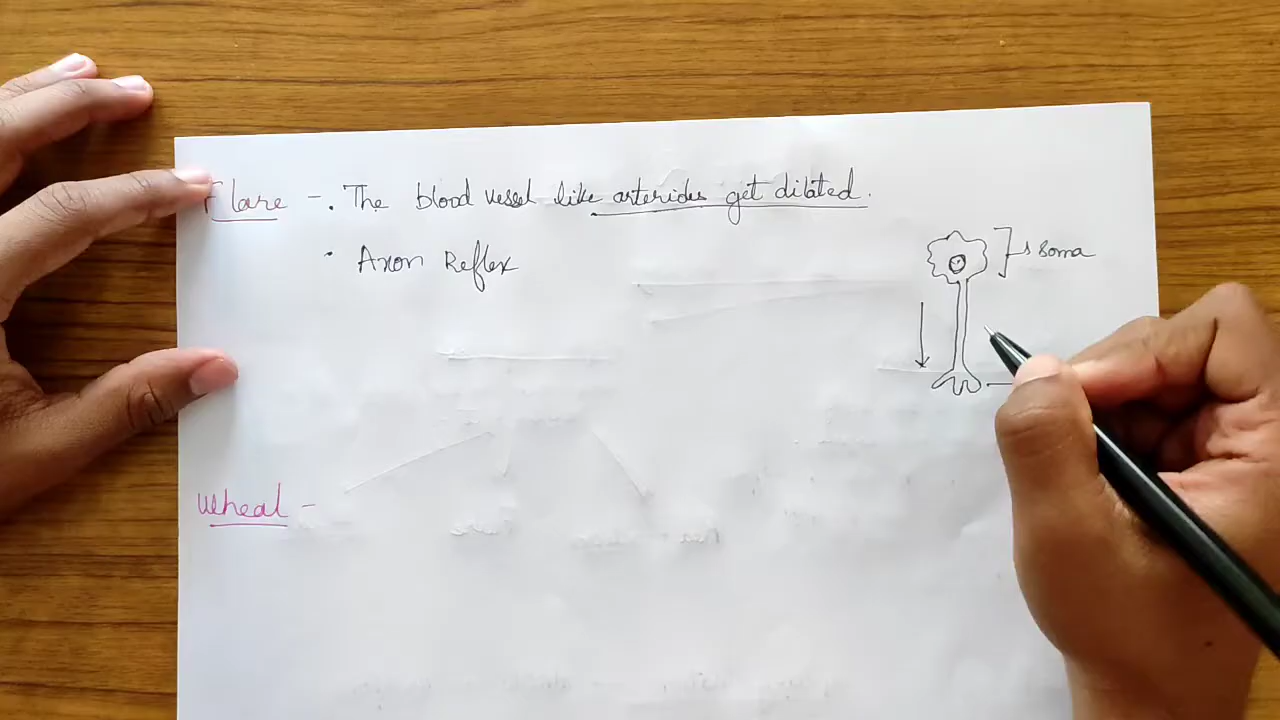 Flare - . The blood vessel like arterioles get dilated.
· Axon Reflex
Soma
Wheal -